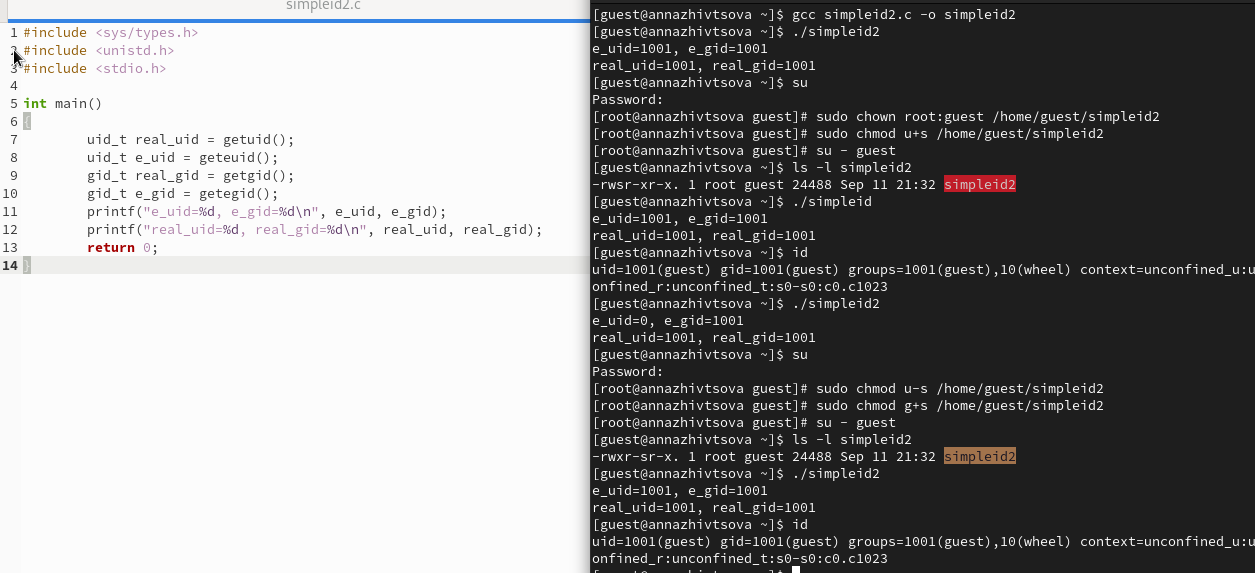 simpleid2.c
1 #include <sys/types.h>
2 #include <unistd.h>
3 #include <stdio.h>
4
5 int main()
6 {
7 uid_t real_uid = getuid();
8 uid_t e_uid = geteuid();
9 gid_t real_gid = getgid();
10 gid_t e_gid = getegid();
11 printf("e_uid=%d, e_gid=%d\n", e_uid, e_gid);
12 printf("real_uid=%d, real_gid=%d\n", real_uid, real_gid);
13 return 0;
14 }
[guest@annazhivtsova ~]$ gcc simpleid2.c -o simpleid2
[guest@annazhivtsova ~]$ ./simpleid2
e_uid=1001, e_gid=1001
real_uid=1001, real_gid=1001
[guest@annazhivtsova ~]$ su
Password:
[root@annazhivtsova guest]# sudo chown root:guest /home/guest/simpleid2
[root@annazhivtsova guest]# sudo chmod u+s /home/guest/simpleid2
[root@annazhivtsova guest]# su - guest
[guest@annazhivtsova ~]$ ls -l simpleid2
-rwsr-xr-x. 1 root guest 24488 Sep 11 21:32 simpleid2
[guest@annazhivtsova ~]$ ./simpleid
e_uid=1001, e_gid=1001
real_uid=1001, real_gid=1001
[guest@annazhivtsova ~]$ id
uid=1001(guest) gid=1001(guest) groups=1001(guest),10(wheel) context=unconfined_u:u
onfined_r:unconfined_t:s0-s0:c0.c1023
[guest@annazhivtsova ~]$ ./simpleid2
e_uid=0, e_gid=1001
real_uid=1001, real_gid=1001
[guest@annazhivtsova ~]$ su
Password:
[root@annazhivtsova guest]# sudo chmod u-s /home/guest/simpleid2
[root@annazhivtsova guest]# sudo chmod g+s /home/guest/simpleid2
[root@annazhivtsova guest]# su - guest
[guest@annazhivtsova ~]$ ls -l simpleid2
-rwxr-sr-x. 1 root guest 24488 Sep 11 21:32 simpleid2
[guest@annazhivtsova ~]$ ./simpleid2
e_uid=1001, e_gid=1001
real_uid=1001, real_gid=1001
[guest@annazhivtsova ~]$ id
uid=1001(guest) gid=1001(guest) groups=1001(guest),10(wheel) context=unconfined_u:u
onfined_r:unconfined_t:s0-s0:c0.c1023